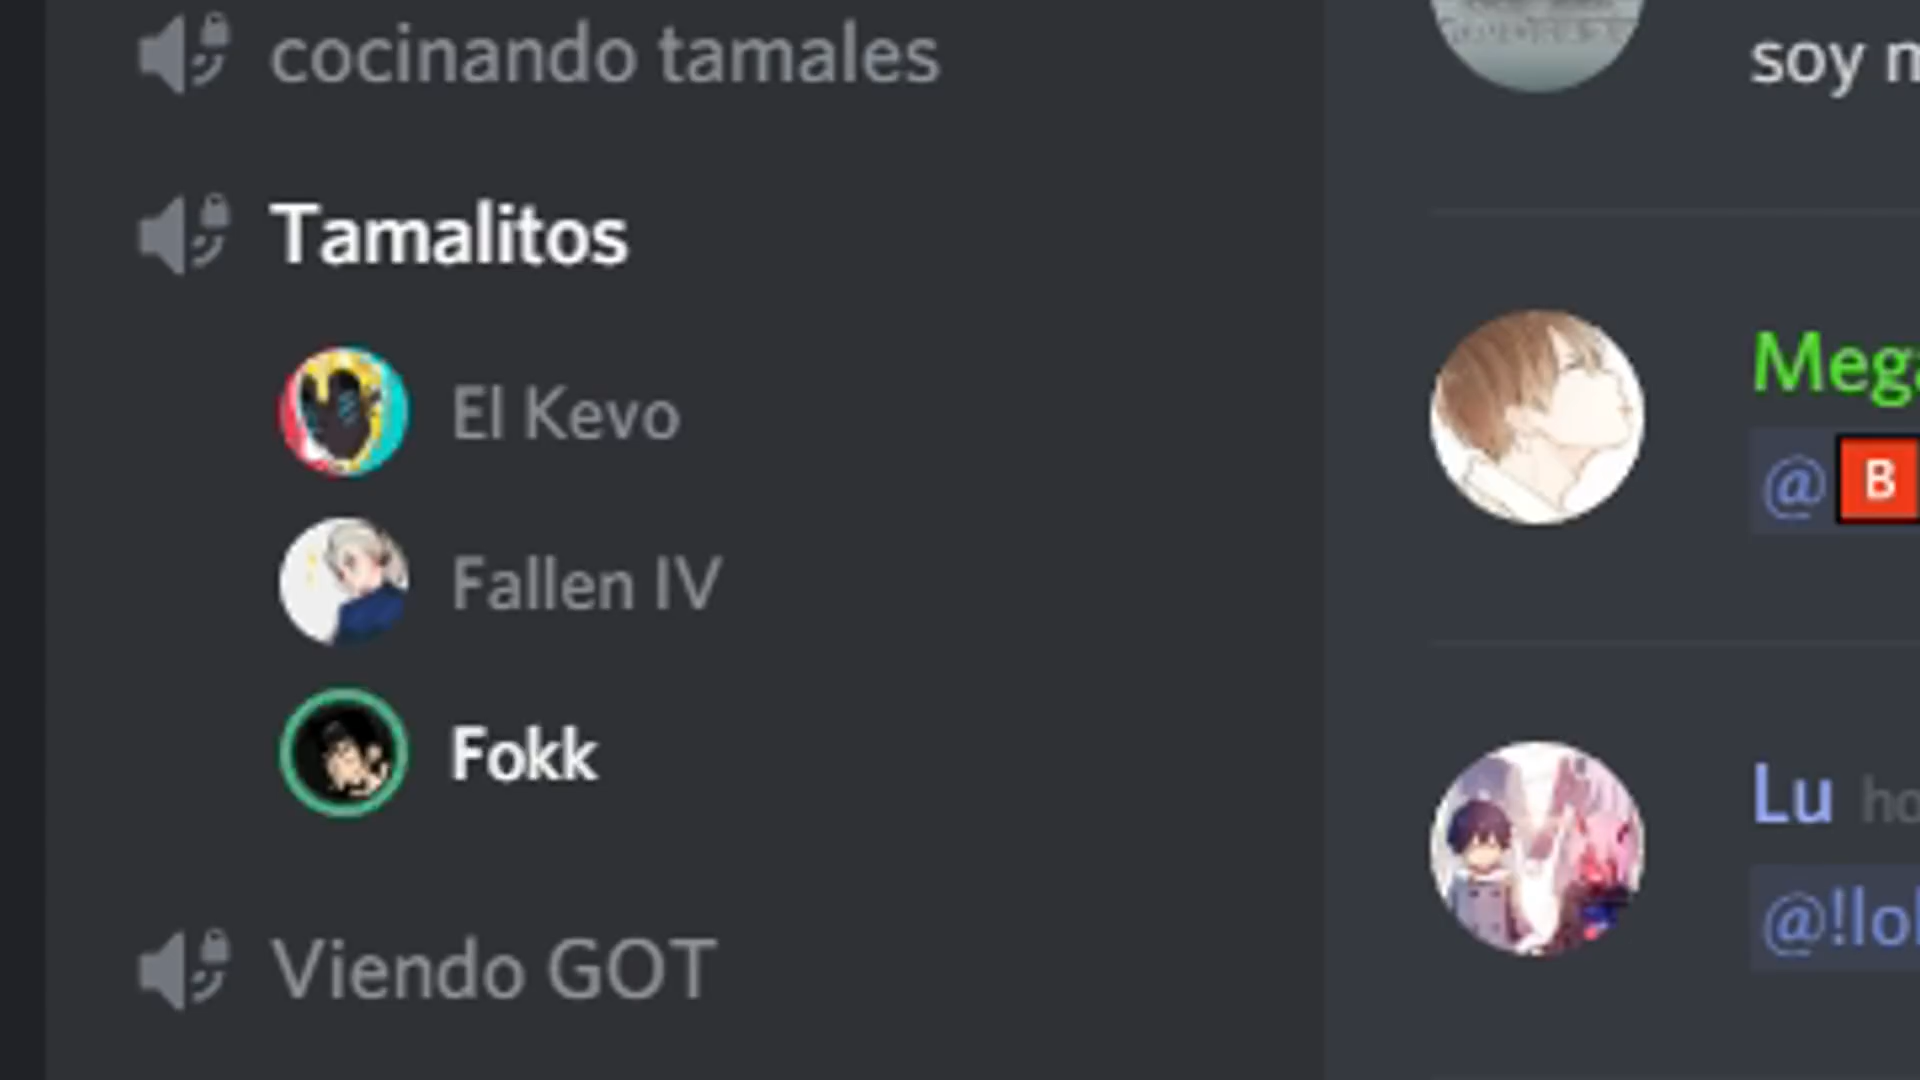 cocinando tamales
Tamalitos
El Kevo
Fallen IV
Fokk
Viendo GOT
soy
@ B
Lu